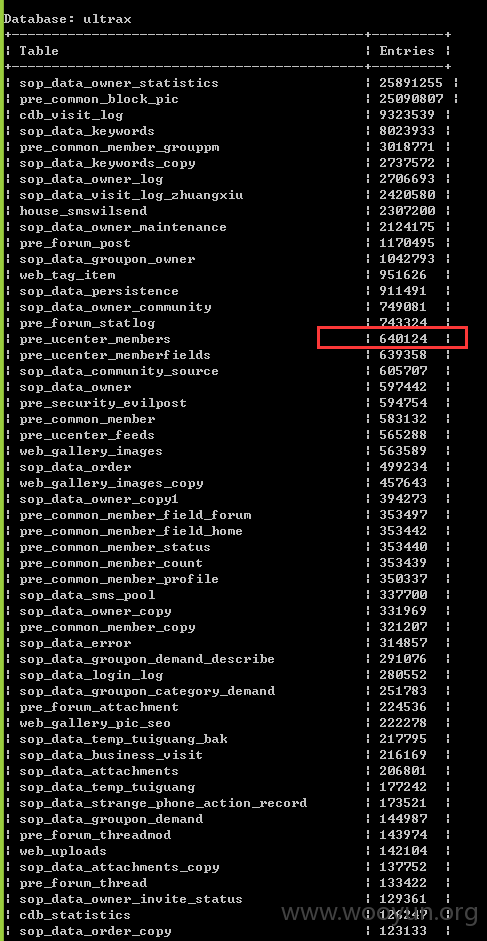 Database: ultrax
Table | Entries
sop_data_owner_statistics | 25891255
pre_common_block_pic | 25090807
cdb_visit_log | 9323539
sop_data_keywords | 8023933
pre_common_member_grouppm | 3018771
sop_data_keywords_copy | 2737572
sop_data_owner_log | 2706693
sop_data_visit_log_zhuangxiu | 2420580
house_smswilsend | 2307200
sop_data_owner_maintenance | 2124175
pre_forum_post | 1170495
sop_data_groupon_owner | 1042793
web_tag_item | 951626
sop_data_persistence | 911491
sop_data_owner_community | 749081
pre_forum_statlog | 743324
pre_ucenter_members | 640124
pre_ucenter_memberfields | 639358
sop_data_community_source | 605707
sop_data_owner | 597442
pre_security_evilpost | 594754
pre_common_member | 583132
pre_ucenter_feeds | 565288
web_gallery_images | 563589
sop_data_order | 499234
web_gallery_images_copy | 457643
sop_data_owner_copy1 | 394273
pre_common_member_field_forum | 353497
pre_common_member_field_home | 353442
pre_common_member_status | 353440
pre_common_member_count | 353439
pre_common_member_profile | 350337
sop_data_sms_pool | 337700
sop_data_owner_copy | 331969
pre_common_member_copy | 321207
sop_data_error | 314857
sop_data_groupon_demand_describe | 291076
sop_data_login_log | 280552
sop_data_groupon_category_demand | 251783
pre_forum_attachment | 224536
web_gallery_pic_seo | 222278
sop_data_temp_tuiguang_bak | 217795
sop_data_business_visit | 216169
sop_data_attachments | 206801
sop_data_temp_tuiguang | 177242
sop_data_strange_phone_action_record | 173521
sop_data_groupon_demand | 144987
pre_forum_threadmod | 143974
web_uploads | 142104
sop_data_attachments_copy | 137752
pre_forum_thread | 133422
sop_data_owner_invite_status | 129361
cdb_statistics | 126247
www.wooyun.org
sop_data_order_copy | 123133